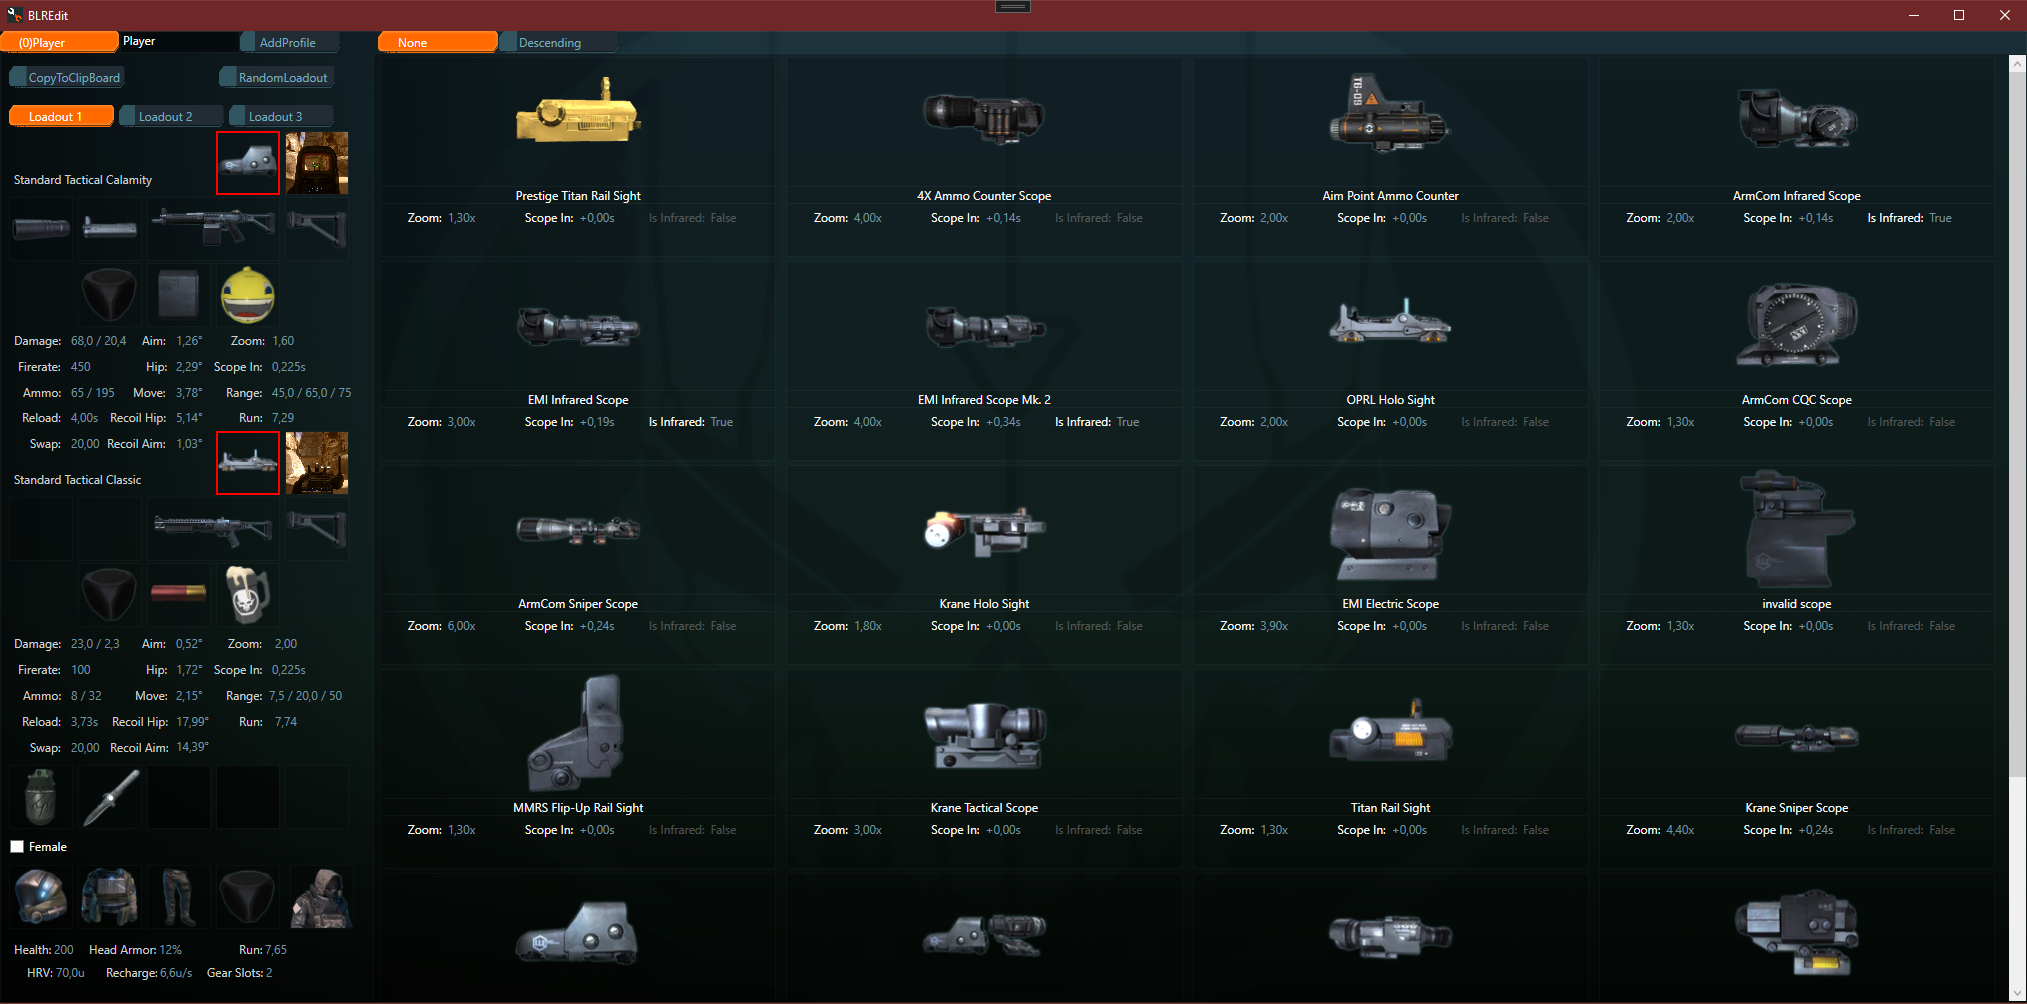 BLREdit
(0)Player
Player
AddProfile
None
Descending
CopyToClipBoard
RandomLoadout
Loadout 1
Loadout 2
Loadout 3
Standard Tactical Calamity
Damage: 68,0 / 20,4 Aim: 1,26° Zoom: 1,60
Firerate: 450 Hip: 2,29° Scope In: 0,225s
Ammo: 65 / 195 Move: 3,78° Range: 45,0 / 65,0 / 75
Reload: 4,00s Recoil Hip: 5,14° Run: 7,29
Swap: 20,00 Recoil Aim: 1,03°
Standard Tactical Classic
Damage: 23,0 / 2,3 Aim: 0,52° Zoom: 2,00
Firerate: 100 Hip: 1,72° Scope In: 0,225s
Ammo: 8 / 32 Move: 2,15° Range: 7,5 / 20,0 / 50
Reload: 3,73s Recoil Hip: 17,99° Run: 7,74
Swap: 20,00 Recoil Aim: 14,39°
Female
Health: 200 Head Armor: 12% Run: 7,65
HRV: 70,0u Recharge: 6,6u/s Gear Slots: 2
Prestige Titan Rail Sight
Zoom: 1,30x Scope In: +0,00s Is Infrared: False
4X Ammo Counter Scope
Zoom: 4,00x Scope In: +0,14s Is Infrared: False
TG-09
Aim Point Ammo Counter
Zoom: 2,00x Scope In: +0,00s Is Infrared: False
ArmCom Infrared Scope
Zoom: 2,00x Scope In: +0,14s Is Infrared: True
EMI Infrared Scope
Zoom: 3,00x Scope In: +0,19s Is Infrared: True
EMI Infrared Scope Mk. 2
Zoom: 4,00x Scope In: +0,34s Is Infrared: True
OPRL Holo Sight
Zoom: 2,00x Scope In: +0,00s Is Infrared: False
ArmCom CQC Scope
Zoom: 1,30x Scope In: +0,00s Is Infrared: False
ArmCom Sniper Scope
Zoom: 6,00x Scope In: +0,24s Is Infrared: False
Krane Holo Sight
Zoom: 1,80x Scope In: +0,00s Is Infrared: False
EMI Electric Scope
Zoom: 3,90x Scope In: +0,00s Is Infrared: False
invalid scope
Zoom: 1,30x Scope In: +0,00s Is Infrared: False
MMRS Flip-Up Rail Sight
Zoom: 1,30x Scope In: +0,00s Is Infrared: False
Krane Tactical Scope
Zoom: 3,00x Scope In: +0,00s Is Infrared: False
Titan Rail Sight
Zoom: 1,30x Scope In: +0,00s Is Infrared: False
Krane Sniper Scope
Zoom: 4,40x Scope In: +0,24s Is Infrared: False